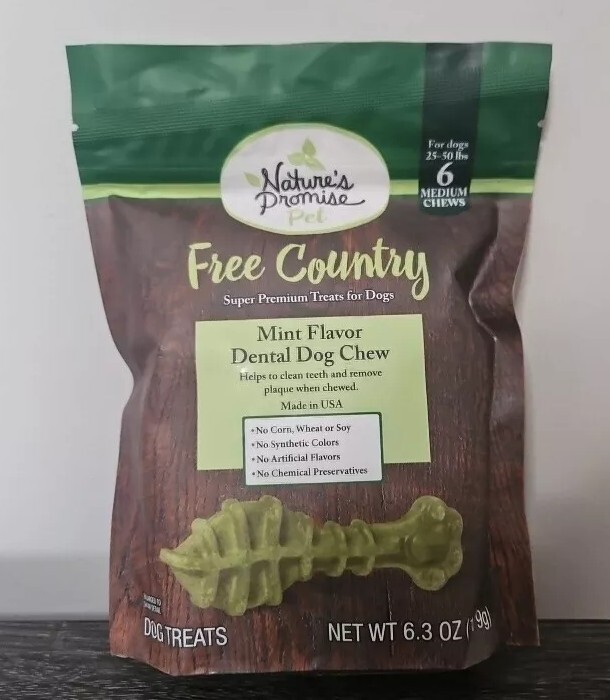 For dogs
25-50 lbs
6
MEDIUM
CHEWS
Nature's
Promise
Pet
Free Country
Super Premium Treats for Dogs
Mint Flavor
Dental Dog Chew
Helps to clean teeth and remove
plaque when chewed.
Made in USA
•No Corn, Wheat or Soy
•No Synthetic Colors
•No Artificial Flavors
•No Chemical Preservatives
DOG TREATS
NET WT 6.3 OZ